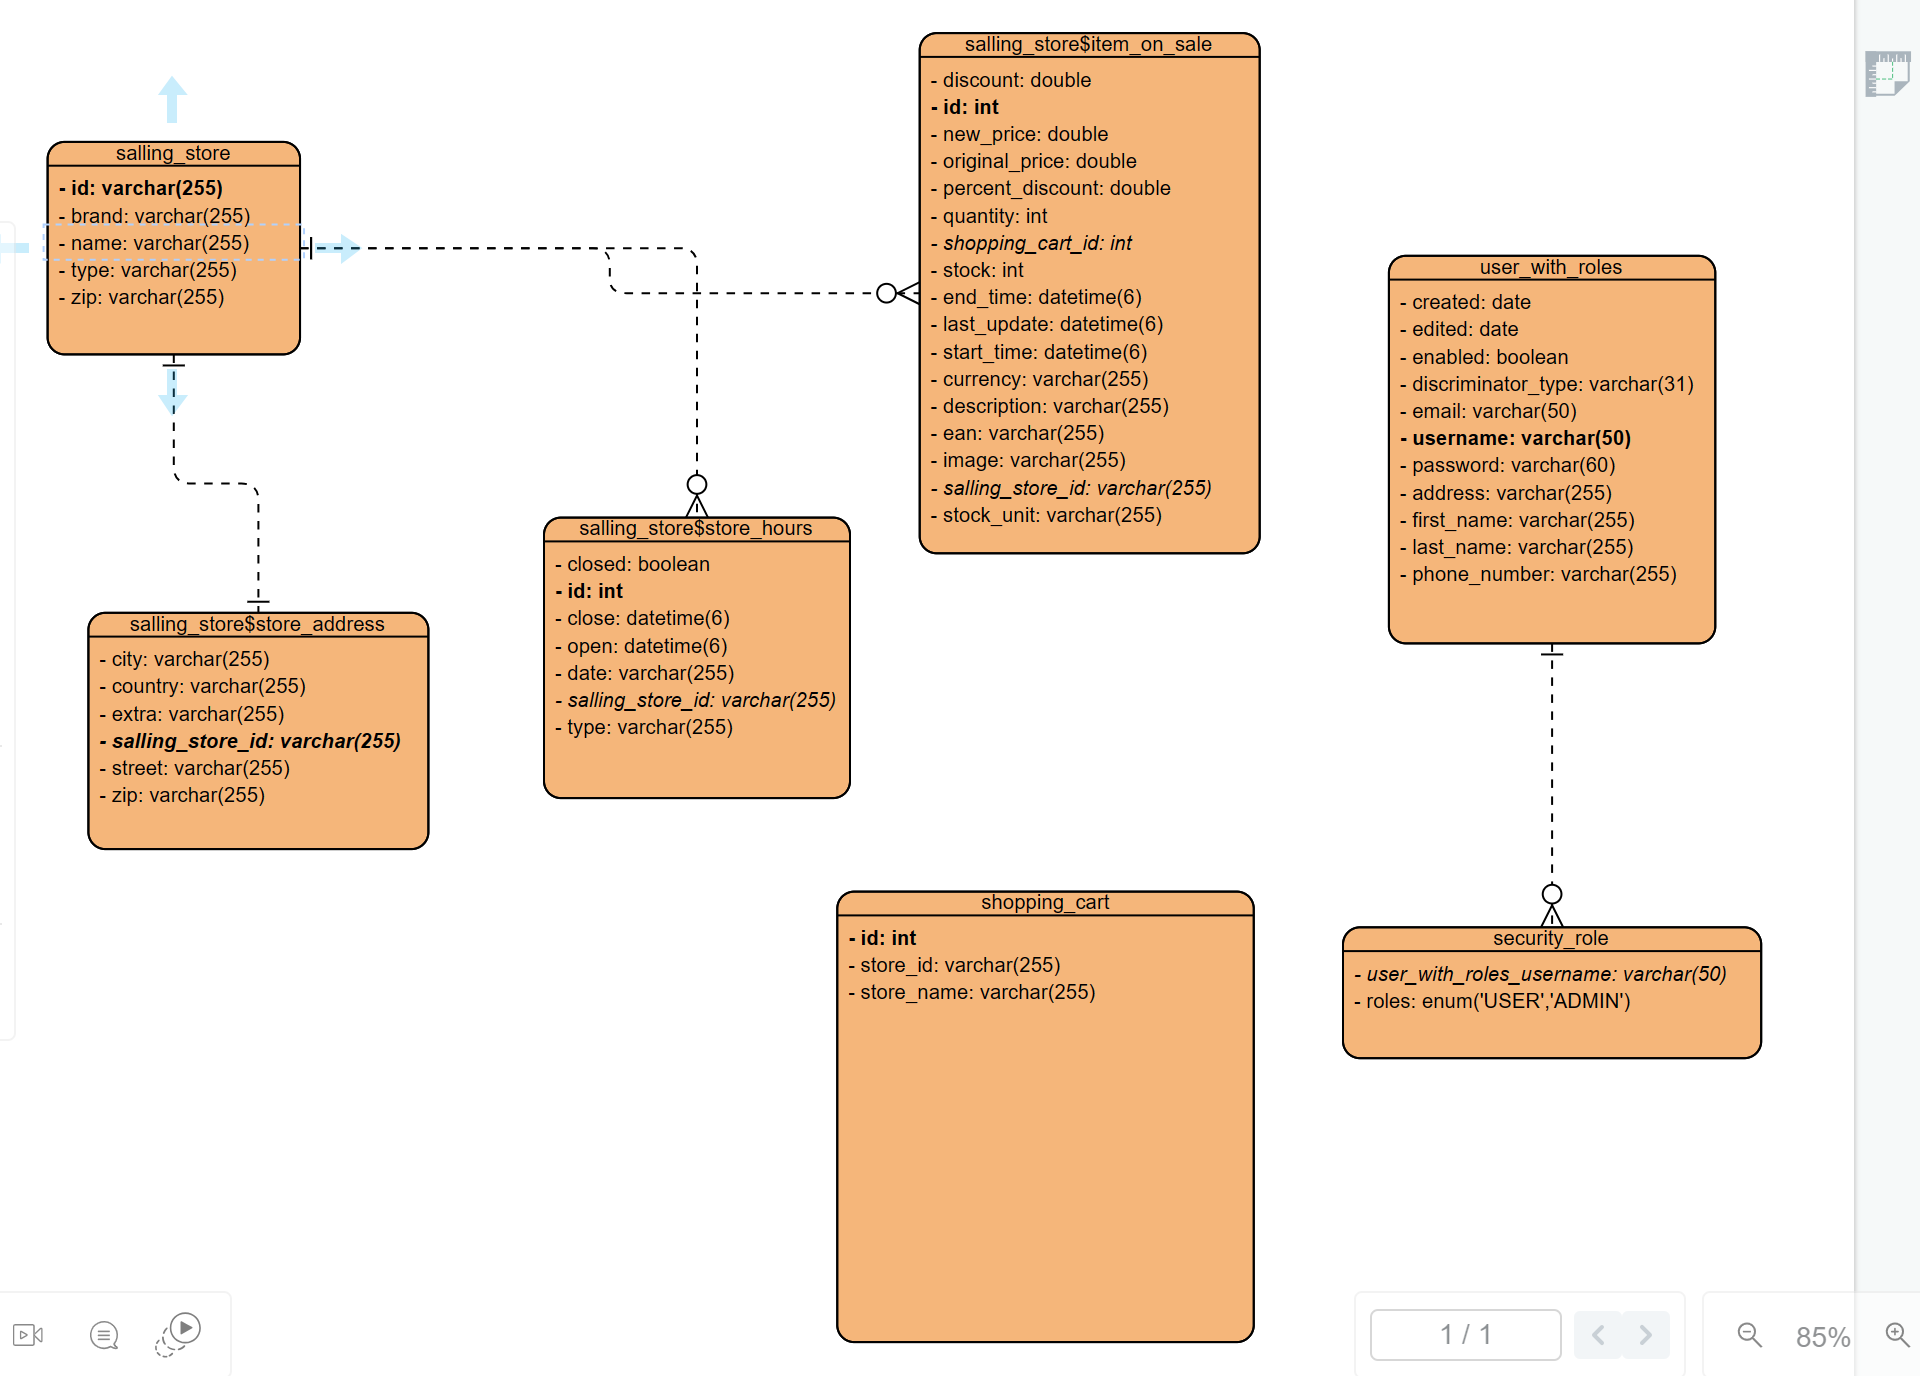 salling_store
- id: varchar(255)
- brand: varchar(255)
- name: varchar(255)
- type: varchar(255)
- zip: varchar(255)
salling_store$store_address
- city: varchar(255)
- country: varchar(255)
- extra: varchar(255)
- salling_store_id: varchar(255)
- street: varchar(255)
- zip: varchar(255)
salling_store$store_hours
- closed: boolean
- id: int
- close: datetime(6)
- open: datetime(6)
- date: varchar(255)
- salling_store_id: varchar(255)
- type: varchar(255)
salling_store$item_on_sale
- discount: double
- id: int
- new_price: double
- original_price: double
- percent_discount: double
- quantity: int
- shopping_cart_id: int
- stock: int
- end_time: datetime(6)
- last_update: datetime(6)
- start_time: datetime(6)
- currency: varchar(255)
- description: varchar(255)
- ean: varchar(255)
- image: varchar(255)
- salling_store_id: varchar(255)
- stock_unit: varchar(255)
shopping_cart
- id: int
- store_id: varchar(255)
- store_name: varchar(255)
user_with_roles
- created: date
- edited: date
- enabled: boolean
- discriminator_type: varchar(31)
- email: varchar(50)
- username: varchar(50)
- password: varchar(60)
- address: varchar(255)
- first_name: varchar(255)
- last_name: varchar(255)
- phone_number: varchar(255)
security_role
- user_with_roles_username: varchar(50)
- roles: enum('USER','ADMIN')
1 / 1
85%